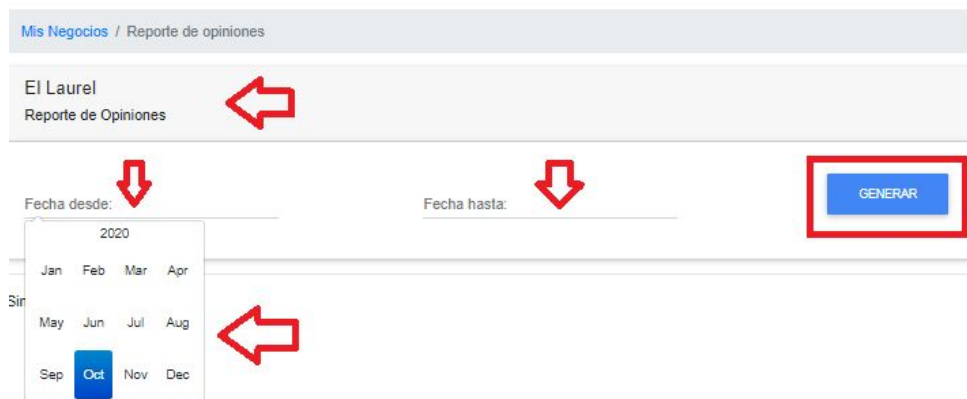 Mis Negocios / Reporte de opiniones
El Laurel
Reporte de Opiniones
Fecha desde:
Fecha hasta:
GENERAR
2020
Jan Feb Mar Apr
May Jun Jul Aug
Sep Oct Nov Dec